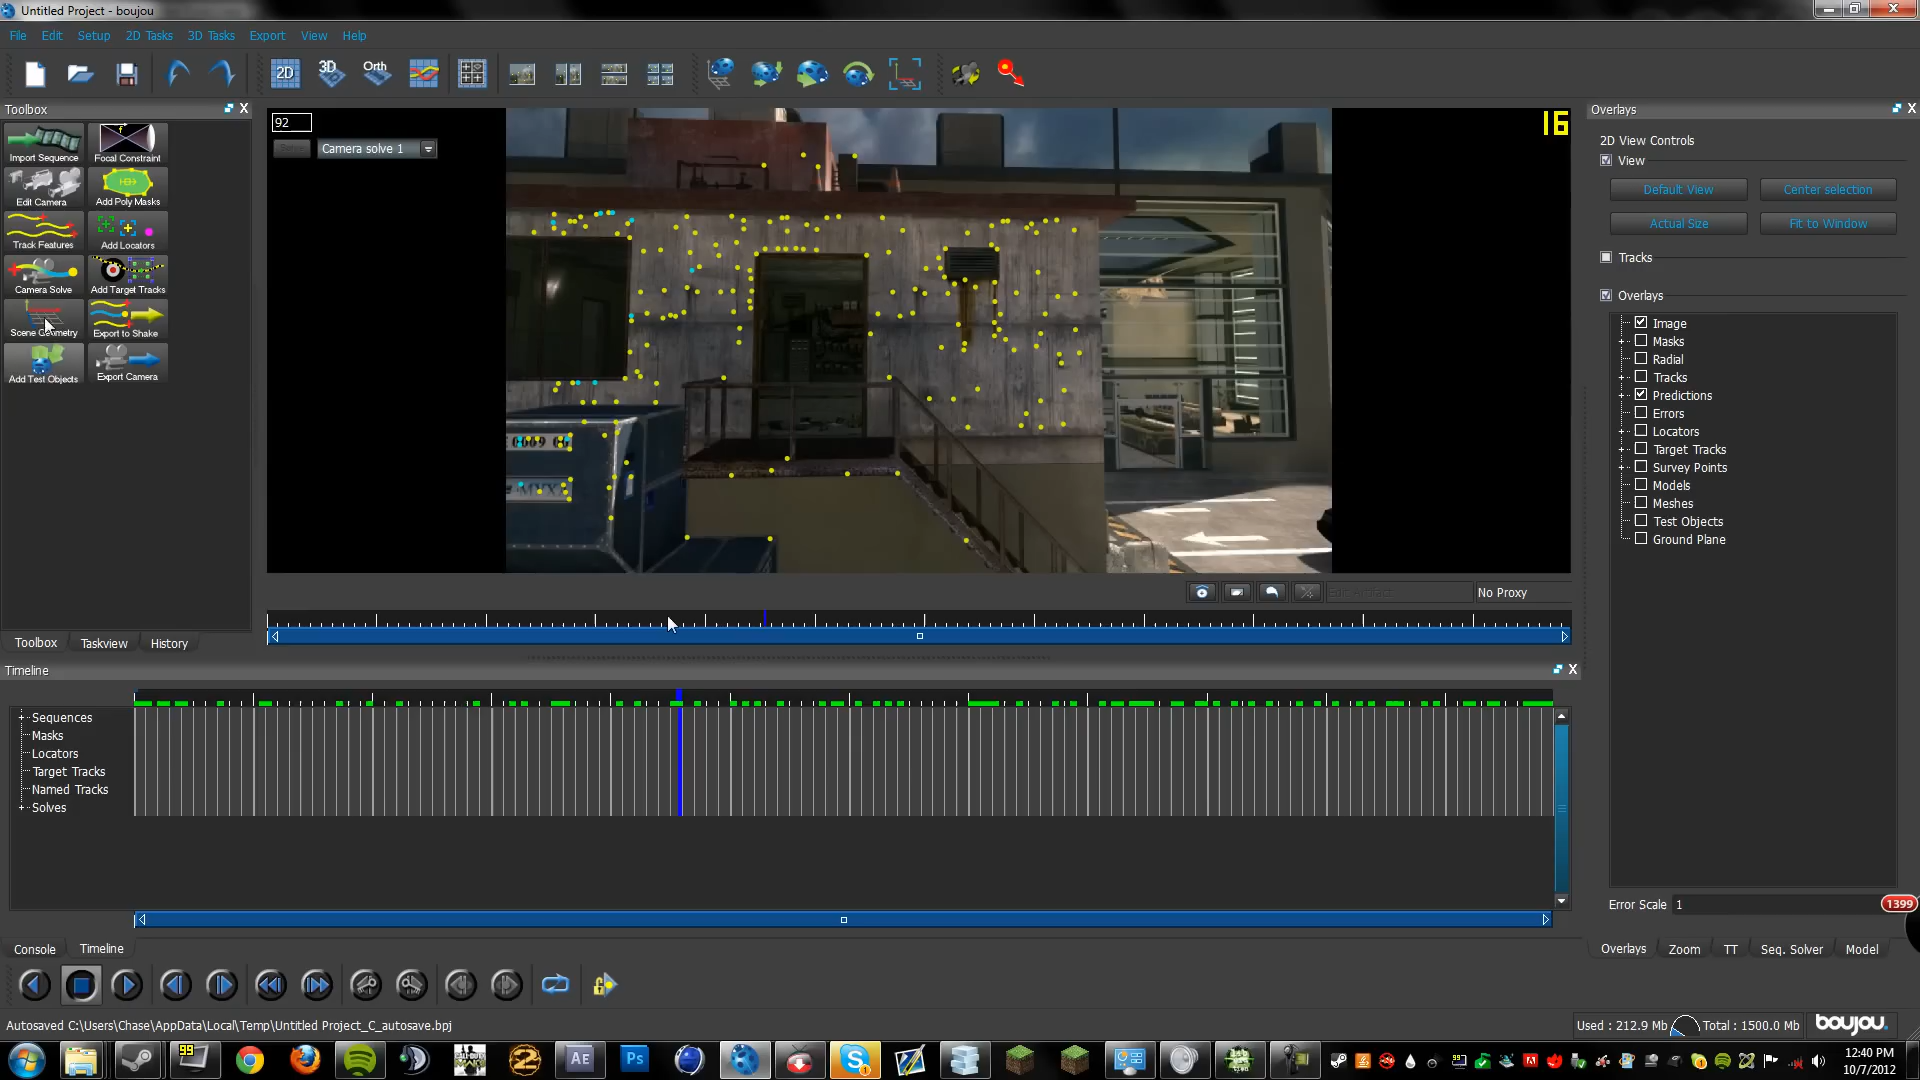 Untitled Project - boujou
File Edit Setup 2D Tasks 3D Tasks Export View Help
2D 3D Orth
Toolbox
Import Sequence
Focal Constraint
Edit Camera
Add Poly Masks
Track Features
Add Locators
Camera Solve
Add Target Tracks
Scene Geometry
Export to Shake
Add Test Objects
Export Camera
Toolbox Taskview History
92
Camera solve 1
16
No Proxy
Overlays
2D View Controls
View
Default View
Center selection
Actual Size
Fit to Window
Tracks
Overlays
Image
Masks
Radial
Tracks
Predictions
Errors
Locators
Target Tracks
Survey Points
Models
Meshes
Test Objects
Ground Plane
Error Scale 1
1399
Overlays Zoom TT Seq. Solver Model
Timeline
Sequences
Masks
Locators
Target Tracks
Named Tracks
Solves
Console Timeline
Autosaved C:\Users\Chase\AppData\Local\Temp\Untitled Project_C_autosave.bpj
Used : 212.9 Mb Total : 1500.0 Mb
boujou
99
AE
Ps
12:40 PM
10/7/2012